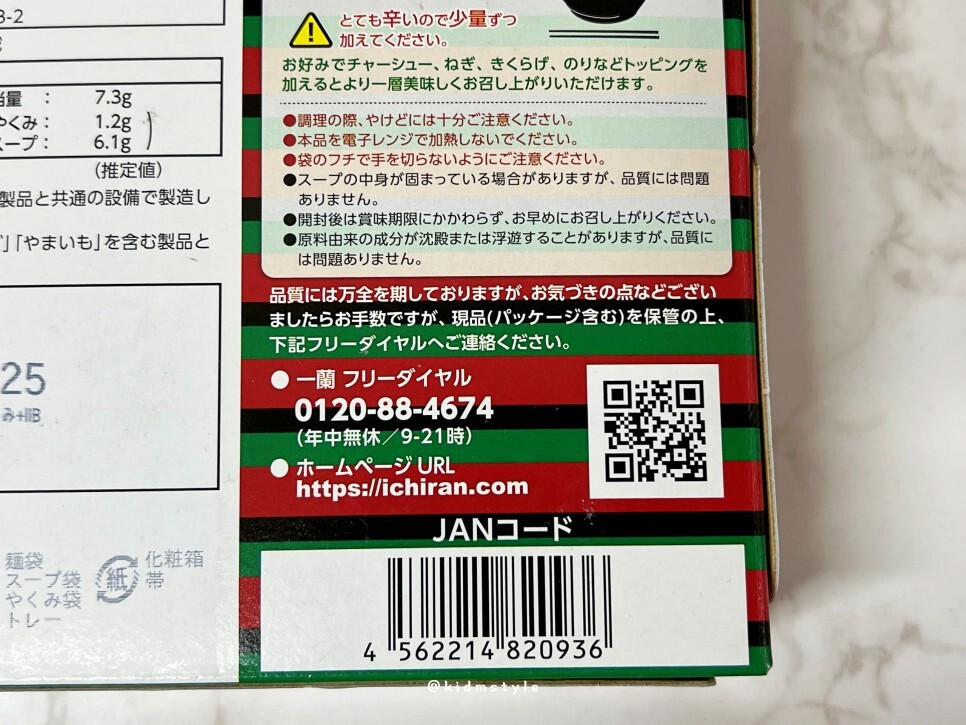 3-2
当量 : 7.3g
やくみ : 1.2g
スープ : 6.1g
(推定値)
製品と共通の設備で製造し
」「やまいも」を含む製品と
25
み+IIB
麺袋
スープ袋
やくみ袋
トレー
紙
化粧箱
帯
とても辛いので少量ずつ
加えてください。
お好みでチャーシュー、ねぎ、きくらげ、のりなどトッピングを
加えるとより一層美味しくお召し上がりいただけます。
●調理の際、やけどには十分ご注意ください。
●本品を電子レンジで加熱しないでください。
●袋のフチで手を切らないようにご注意ください。
●スープの中身が固まっている場合がありますが、品質には問題
ありません。
●開封後は賞味期限にかかわらず、お早めにお召し上がりください。
●原料由来の成分が沈殿または浮遊することがありますが、品質に
は問題ありません。
品質には万全を期しておりますが、お気づきの点などござい
ましたらお手数ですが、現品(パッケージ含む)を保管の上、
下記フリーダイヤルへご連絡ください。
● 一蘭 フリーダイヤル
0120-88-4674
(年中無休/9-21時)
● ホームページ URL
https://ichiran.com
JANコード
4 562214 820936
@kidmstyle